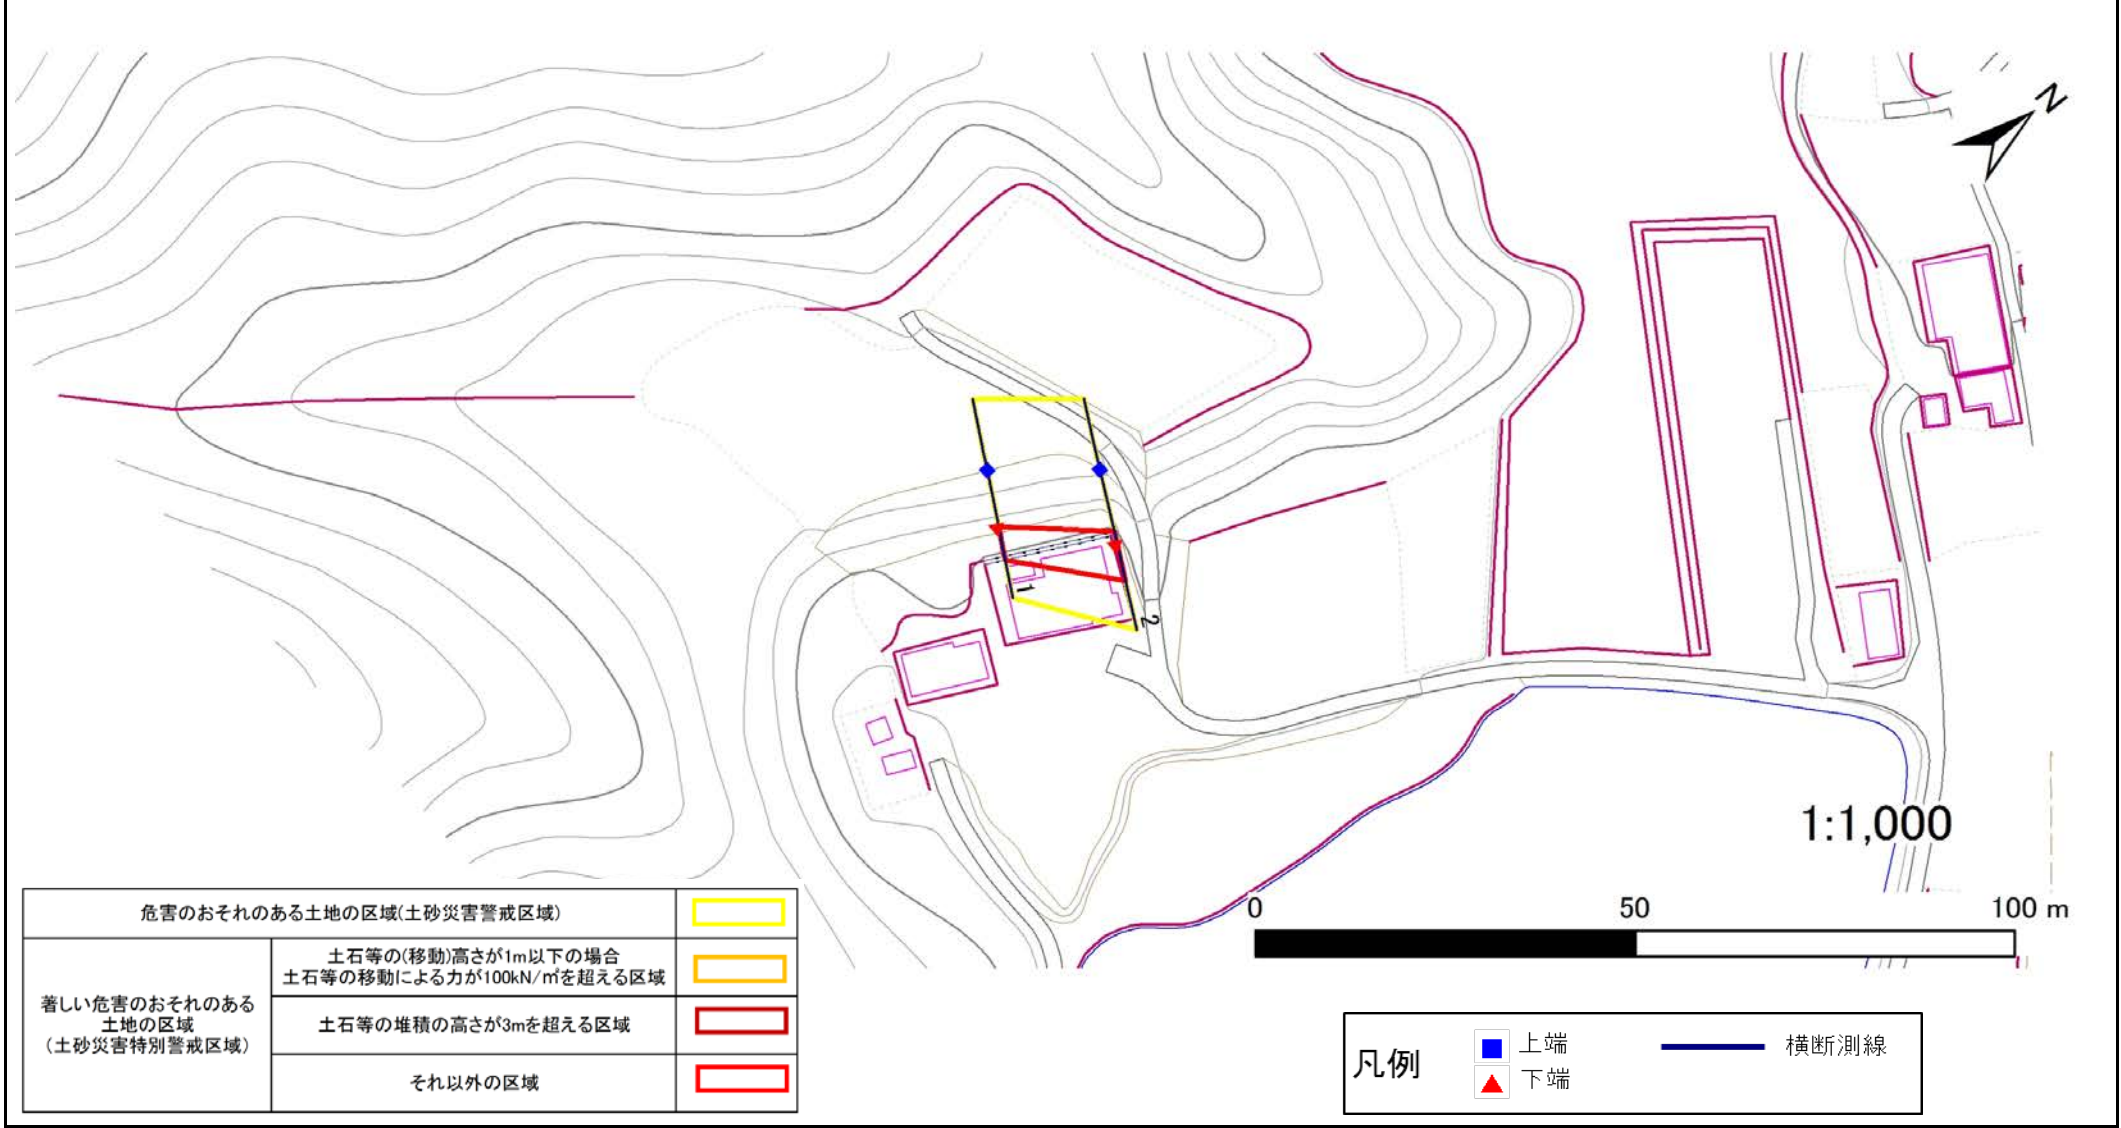 N
1
2
1:1,000
0 50 100 m
危害のおそれのある土地の区域(土砂災害警戒区域)
著しい危害のおそれのある
土地の区域
(土砂災害特別警戒区域)
土石等の(移動)高さが1m以下の場合
土石等の移動による力が100kN/㎡を超える区域
土石等の堆積の高さが3mを超える区域
それ以外の区域
凡例
上端
下端
横断測線